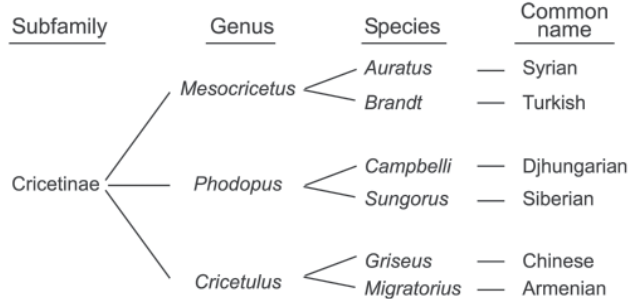 Subfamily Genus Species Common name
Auratus Syrian
Mesocricetus
Brandt Turkish
Campbelli Djhungarian
Cricetinae Phodopus
Sungorus Siberian
Griseus Chinese
Cricetulus
Migratorius Armenian